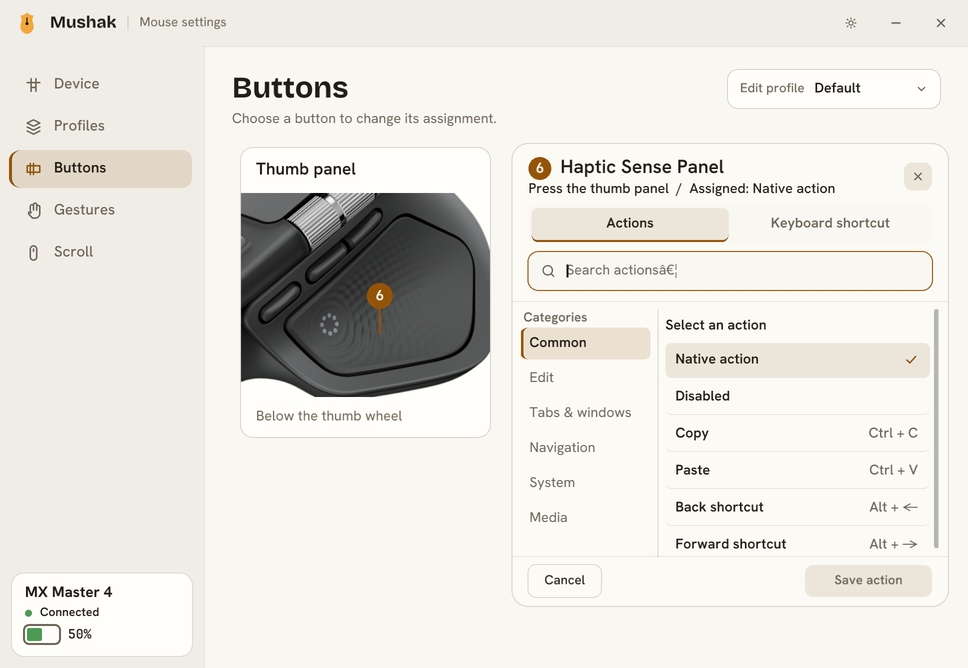 Mushak
Mouse settings
Device
Profiles
Buttons
Gestures
Scroll
MX Master 4
Connected
50%
Buttons
Choose a button to change its assignment.
Edit profile Default
Thumb panel
6
Below the thumb wheel
6 Haptic Sense Panel
Press the thumb panel / Assigned: Native action
Actions
Keyboard shortcut
Search actionsâ€¦
Categories
Common
Edit
Tabs & windows
Navigation
System
Media
Select an action
Native action
Disabled
Copy Ctrl + C
Paste Ctrl + V
Back shortcut Alt + ←
Forward shortcut Alt + →
Cancel
Save action